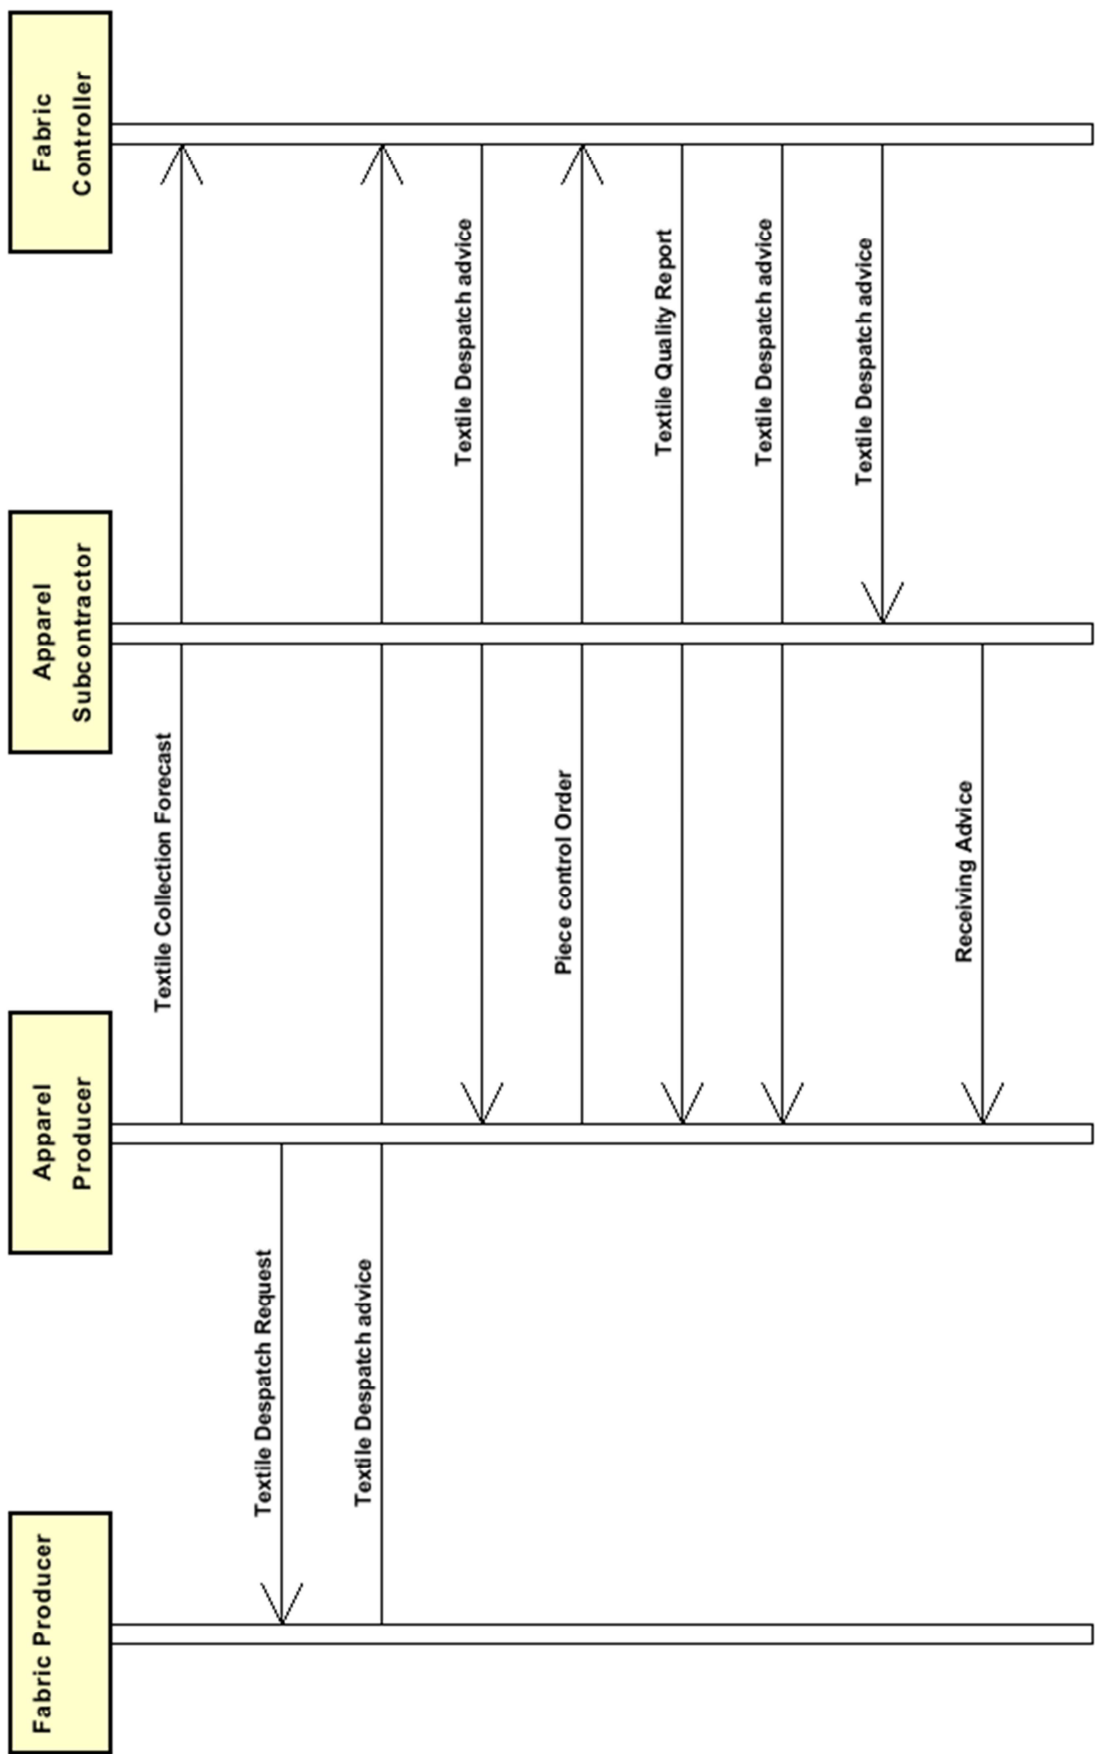 Fabric Producer
Apparel
Producer
Apparel
Subcontractor
Fabric
Controller
Textile Collection Forecast
Textile Despatch Request
Textile Despatch advice
Textile Despatch advice
Piece control Order
Textile Quality Report
Textile Despatch advice
Textile Despatch advice
Receiving Advice